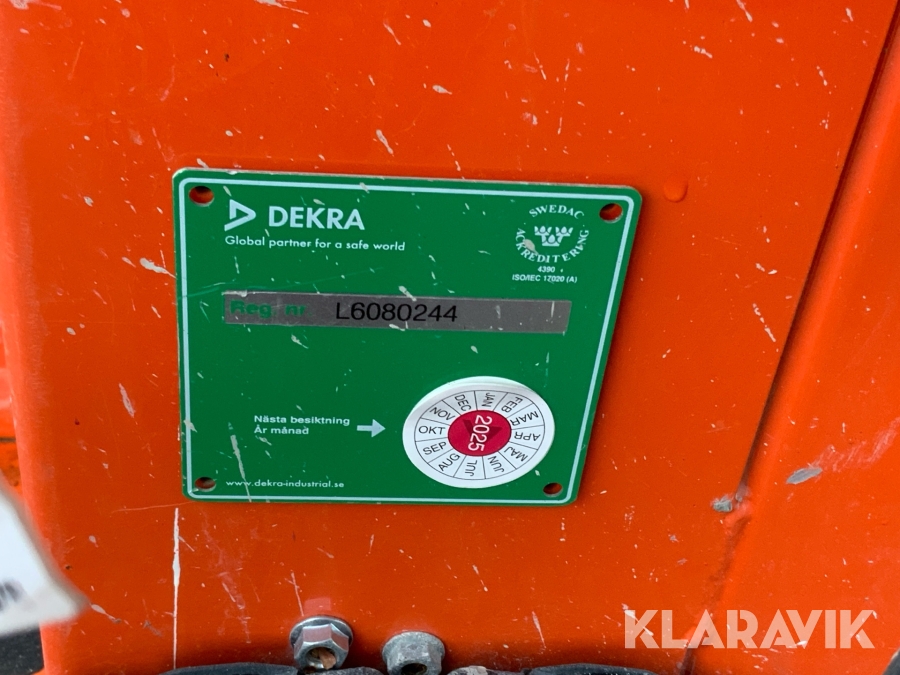 DEKRA
Global partner for a safe world
SWEDAC
ACKREDITERING
4390
ISO/IEC 17020 (A)
Reg. nr L6080244
Nästa besiktning
År månad
JAN
FEB
MAR
APR
MAJ
JUN
JUL
AUG
SEP
OKT
NOV
DEC
2025
www.dekra-industrial.se
KLARAVIK